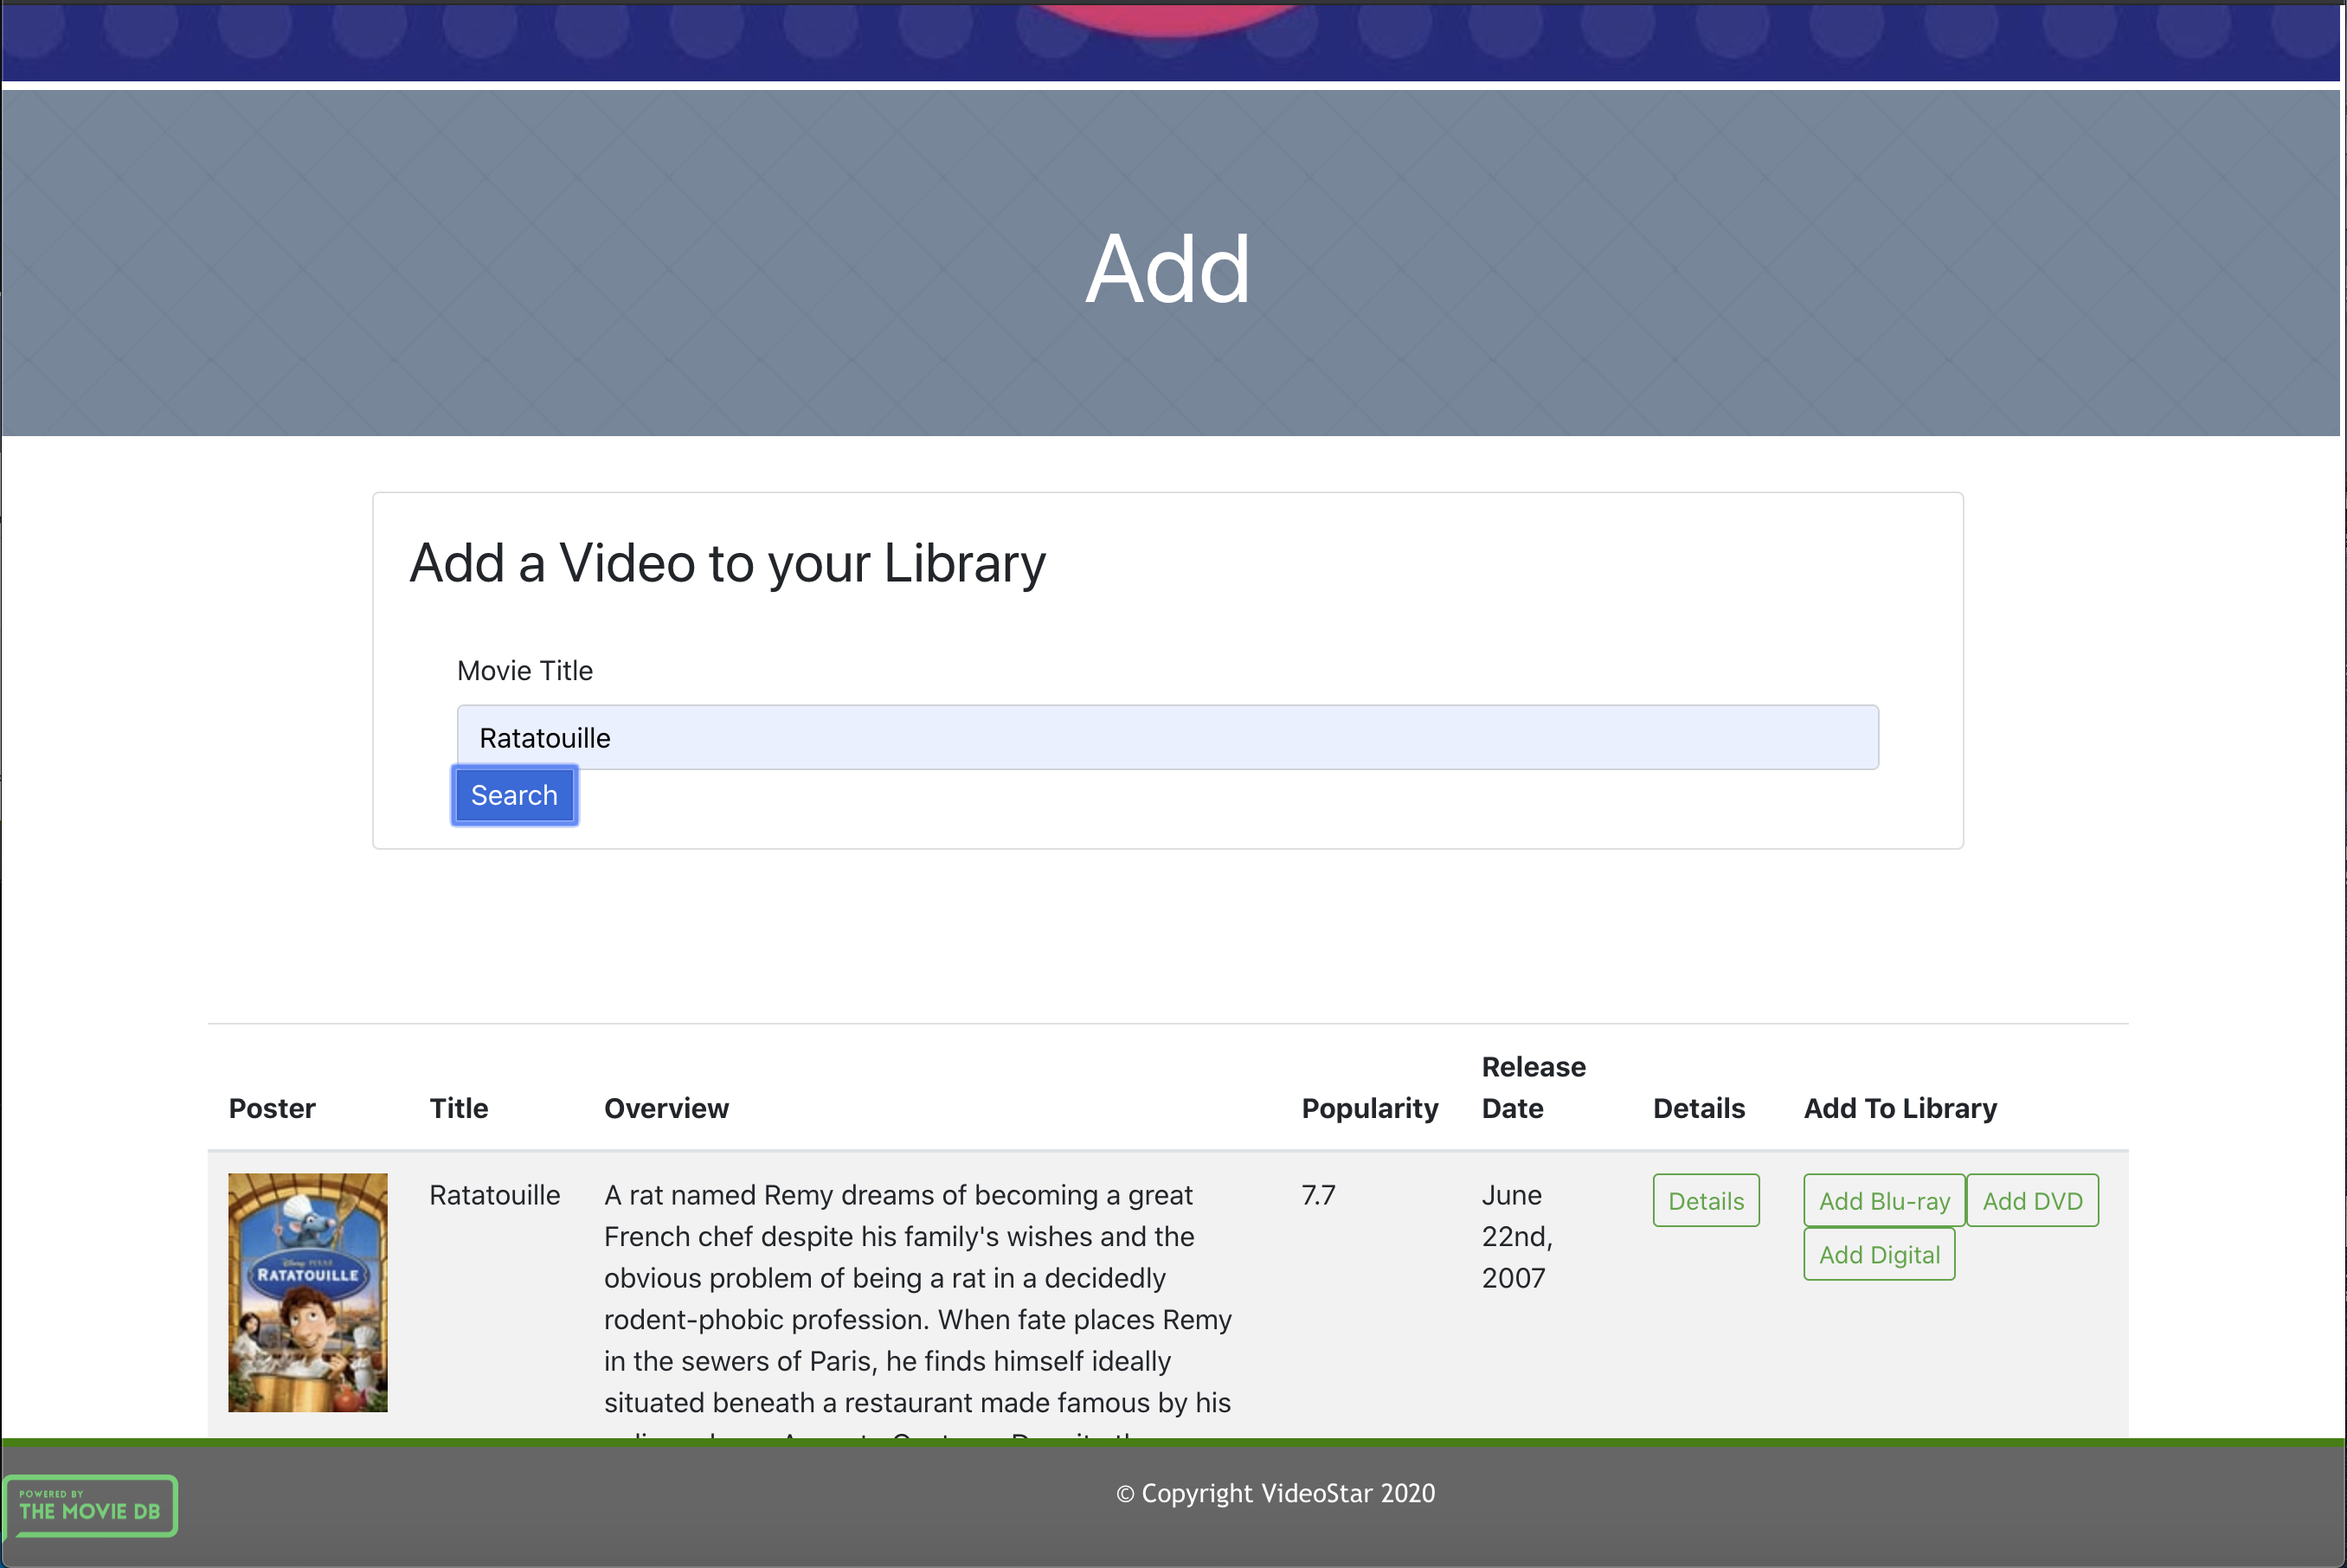 Add
Add a Video to your Library
Movie Title
Ratatouille
Search
Poster
Title
Overview
Popularity
Release
Date
Details
Add To Library
RATATOUILLE
Ratatouille
A rat named Remy dreams of becoming a great
French chef despite his family's wishes and the
obvious problem of being a rat in a decidedly
rodent-phobic profession. When fate places Remy
in the sewers of Paris, he finds himself ideally
situated beneath a restaurant made famous by his
7.7
June
22nd,
2007
Details
Add Blu-ray
Add DVD
Add Digital
POWERED BY
THE MOVIE DB
© Copyright VideoStar 2020